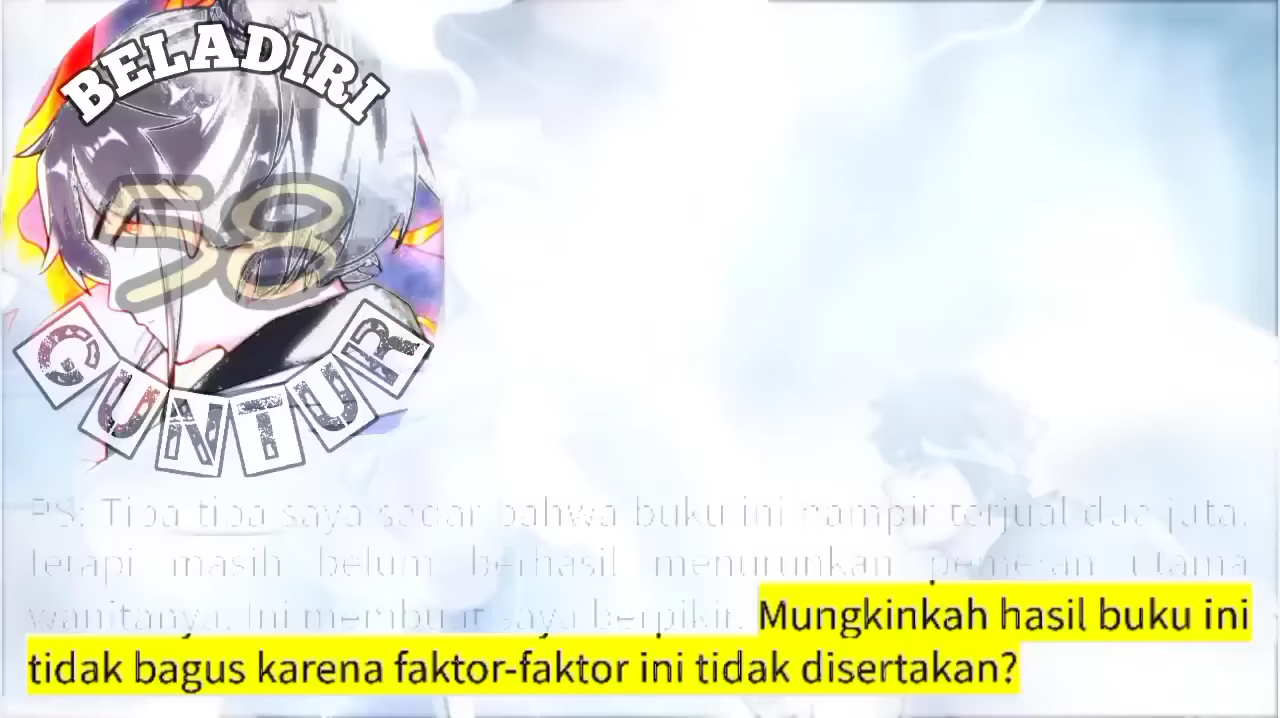 BELADIRI
58
GUNTUR
PS: Tiba tiba saya sadar bahwa buku ini hampir terjual dua juta.
tetapi masih belum berhasil menurunkan pemeran utama
wanitanya. Ini membuat saya berpikir. Mungkinkah hasil buku ini
tidak bagus karena faktor-faktor ini tidak disertakan?